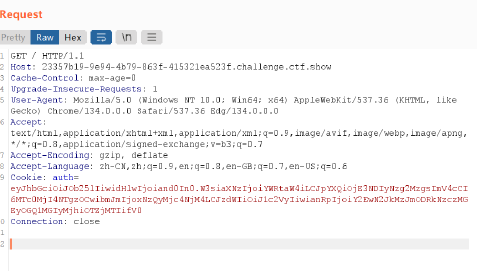 Request
Pretty Raw Hex \n
1 GET / HTTP/1.1
2 Host: 23357b19-9e94-4b79-863f-415321ea523f.challenge.ctf.show
3 Cache-Control: max-age=0
4 Upgrade-Insecure-Requests: 1
5 User-Agent: Mozilla/5.0 (Windows NT 10.0; Win64; x64) AppleWebKit/537.36 (KHTML, like
Gecko) Chrome/134.0.0.0 Safari/537.36 Edg/134.0.0.0
6 Accept:
text/html,application/xhtml+xml,application/xml;q=0.9,image/avif,image/webp,image/apng,
*/*;q=0.8,application/signed-exchange;v=b3;q=0.7
7 Accept-Encoding: gzip, deflate
8 Accept-Language: zh-CN,zh;q=0.9,en;q=0.8,en-GB;q=0.7,en-US;q=0.6
9 Cookie: auth=
0 Connection: close
1
2